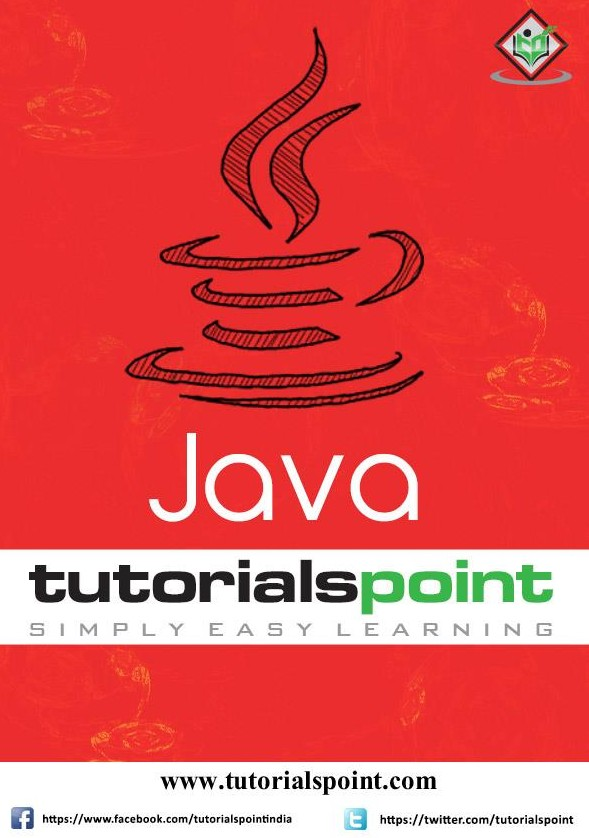 Java
tutorialspoint
SIMPLY EASY LEARNING
www.tutorialspoint.com
https://www.facebook.com/tutorialspointindia
https://twitter.com/tutorialspoint